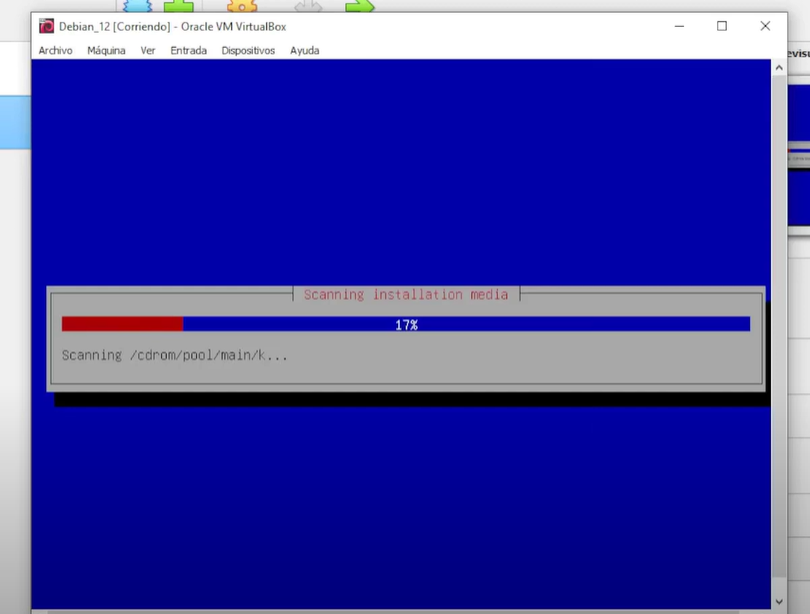 Debian_12 [Corriendo] - Oracle VM VirtualBox
Archivo Máquina Ver Entrada Dispositivos Ayuda
Scanning installation media
17%
Scanning /cdrom/pool/main/k...